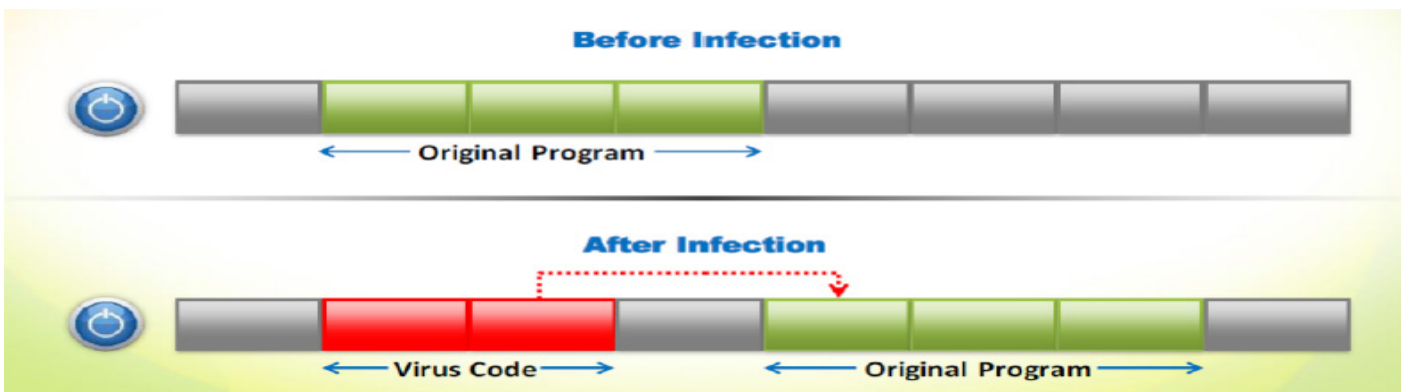 Before Infection
Original Program
After Infection
Virus Code
Original Program